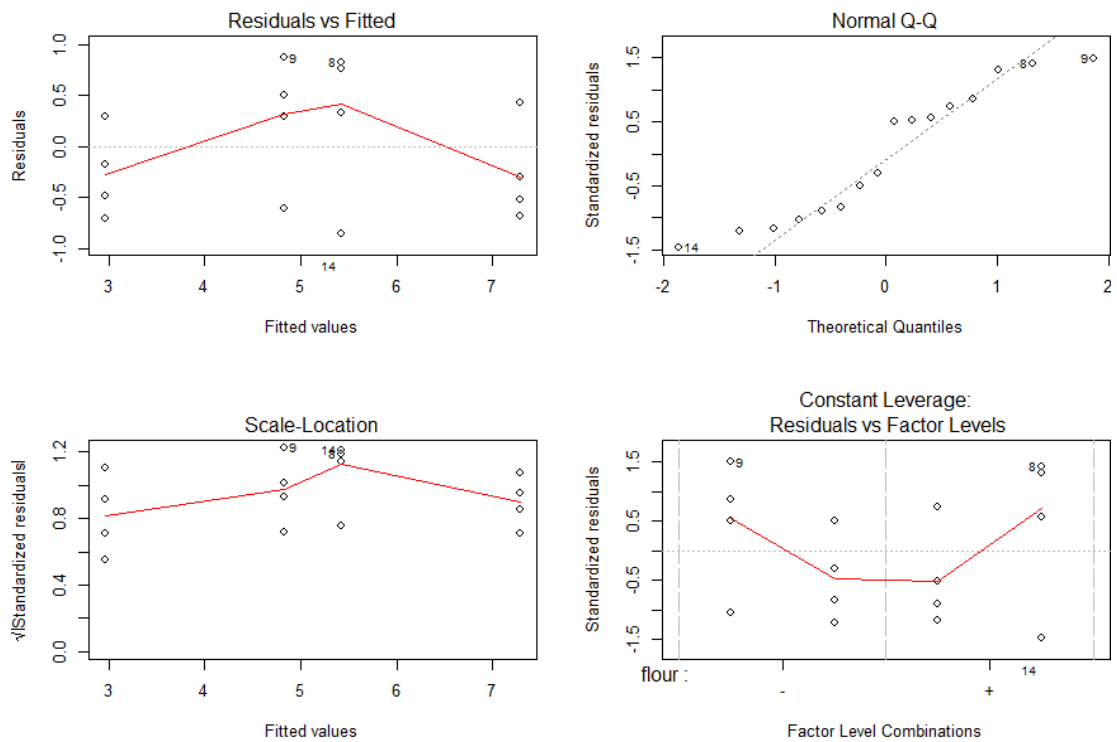 Residuals vs Fitted
Residuals
1.0
0.5
0.0
-0.5
-1.0
9
8
14
3 4 5 6 7
Fitted values
Normal Q-Q
Standardized residuals
1.5
0.5
-0.5
-1.5
14
8
9
-2 -1 0 1 2
Theoretical Quantiles
Scale-Location
√|Standardized residuals|
1.2
0.8
0.4
0.0
9
14
8
3 4 5 6 7
Fitted values
Constant Leverage:
Residuals vs Factor Levels
Standardized residuals
1.5
0.5
-0.5
-1.5
9
8
14
flour :
- +
Factor Level Combinations